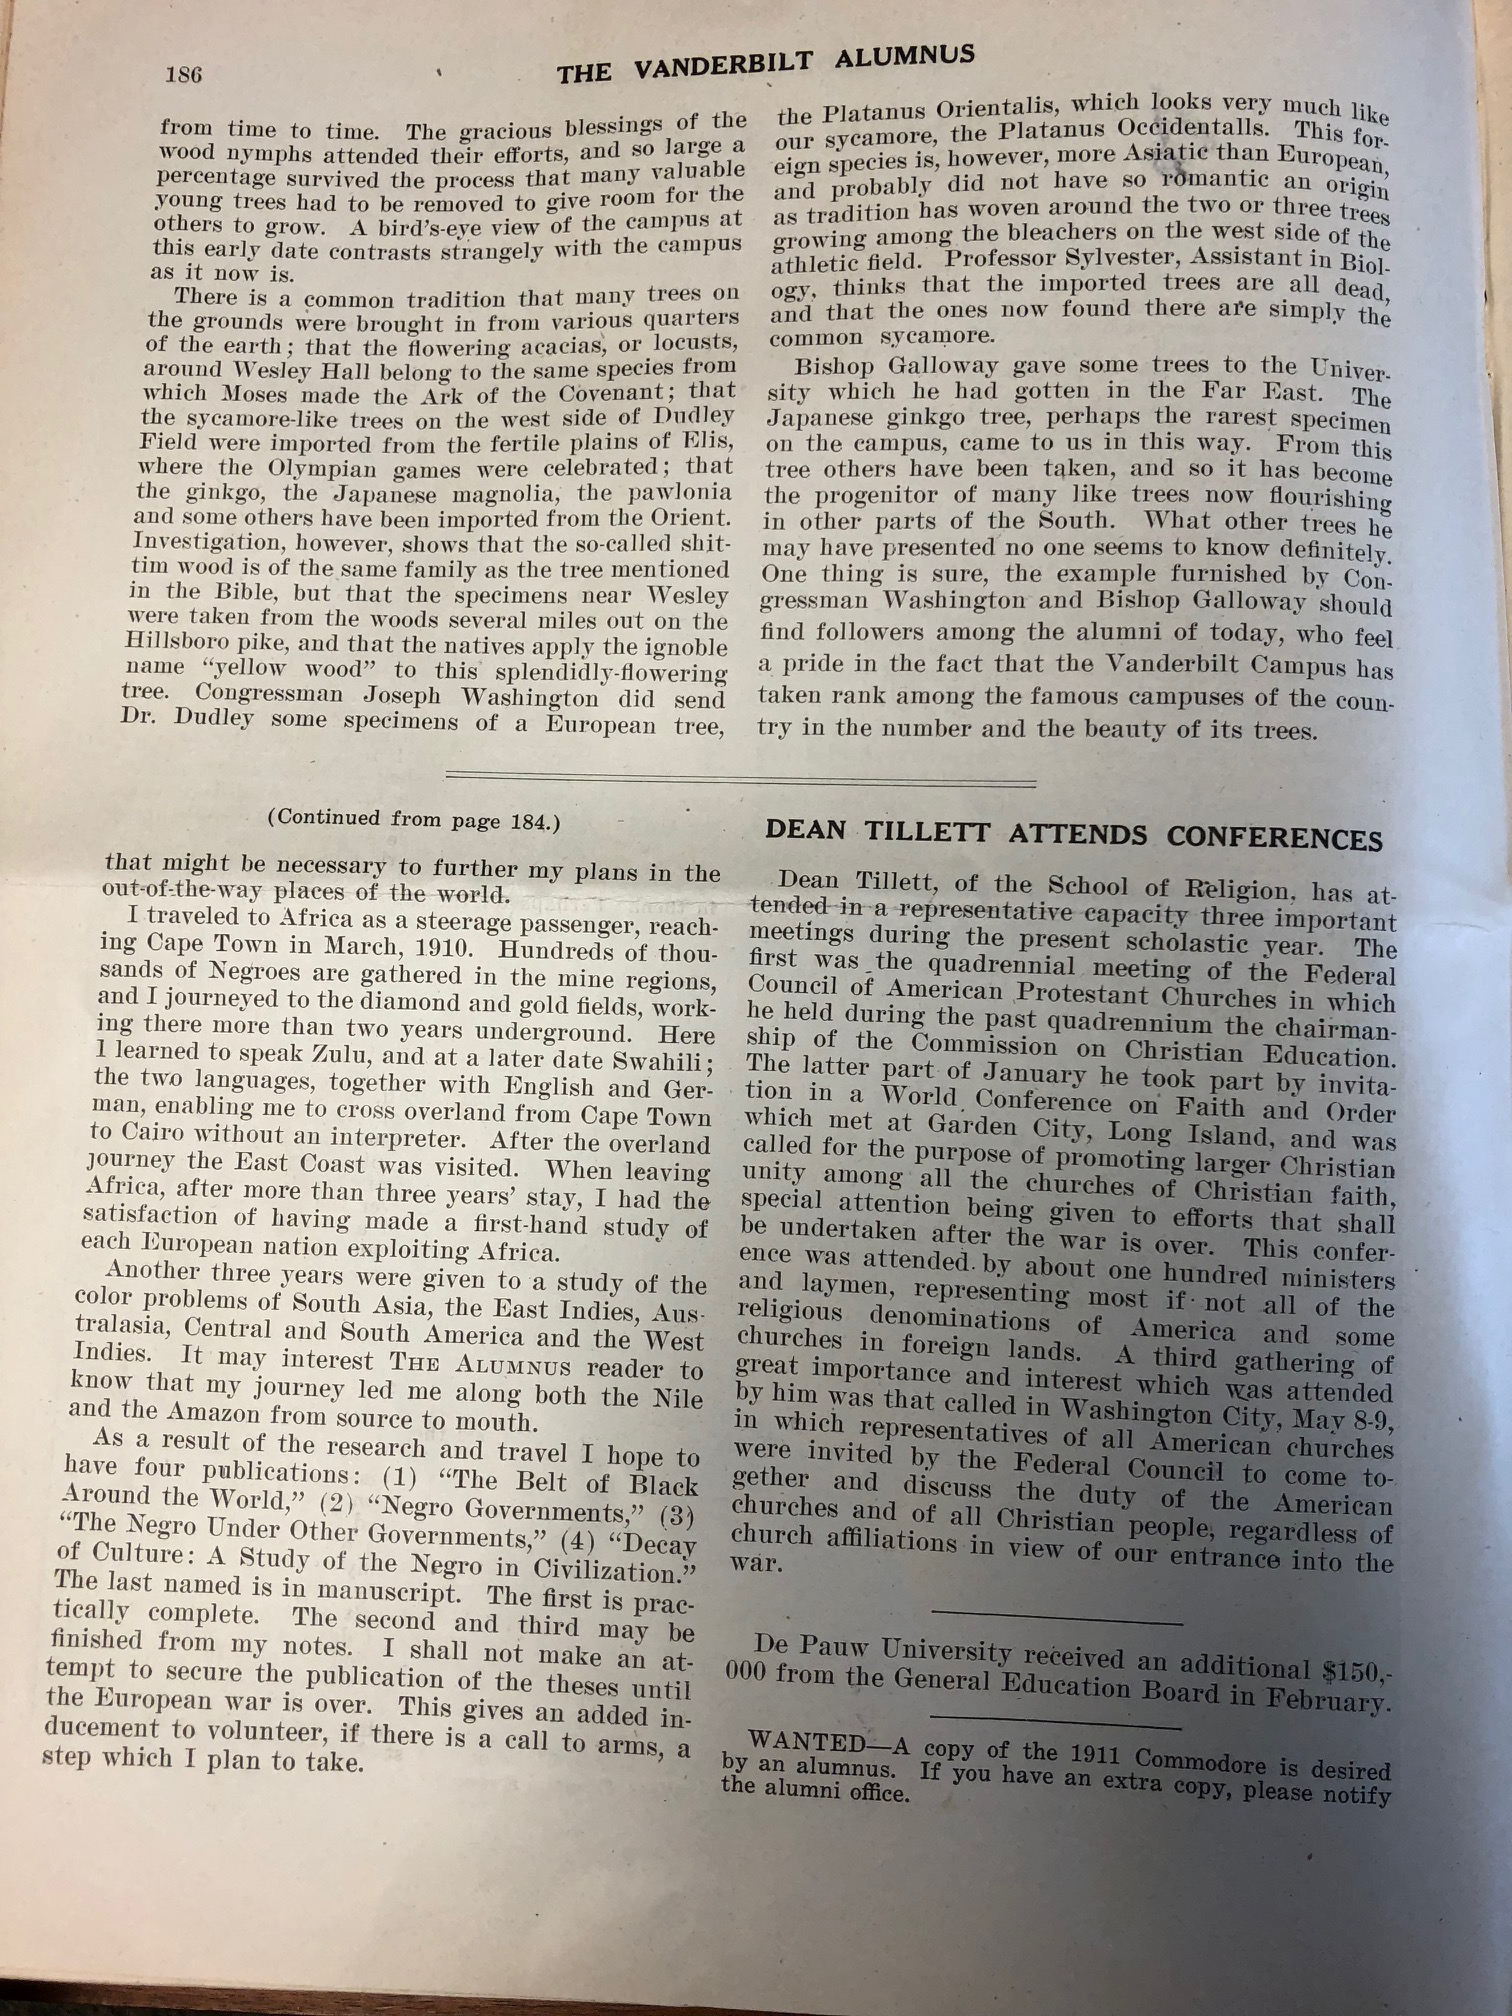 186
THE VANDERBILT ALUMNUS
from time to time. The gracious blessings of the
wood nymphs attended their efforts, and so large a
percentage survived the process that many valuable
young trees had to be removed to give room for the
others to grow. A bird's-eye view of the campus at
this early date contrasts strangely with the campus
as it now is.
There is a common tradition that many trees on
the grounds were brought in from various quarters
of the earth; that the flowering acacias, or locusts,
around Wesley Hall belong to the same species from
which Moses made the Ark of the Covenant; that
the sycamore-like trees on the west side of Dudley
Field were imported from the fertile plains of Elis,
where the Olympian games were celebrated; that
the ginkgo, the Japanese magnolia, the pawlonia
and some others have been imported from the Orient.
Investigation, however, shows that the so-called shit-
tim wood is of the same family as the tree mentioned
in the Bible, but that the specimens near Wesley
were taken from the woods several miles out on the
Hillsboro pike, and that the natives apply the ignoble
name "yellow wood" to this splendidly-flowering
tree. Congressman Joseph Washington did send
Dr. Dudley some specimens of a European tree,
the Platanus Orientalis, which looks very much like
our sycamore, the Platanus Occidentalls. This for-
eign species is, however, more Asiatic than European,
and probably did not have so romantic an origin
as tradition has woven around the two or three trees
growing among the bleachers on the west side of the
athletic field. Professor Sylvester, Assistant in Biol-
ogy, thinks that the imported trees are all dead,
and that the ones now found there are simply the
common sycamore.
Bishop Galloway gave some trees to the Univer-
sity which he had gotten in the Far East. The
Japanese ginkgo tree, perhaps the rarest specimen
on the campus, came to us in this way. From this
tree others have been taken, and so it has become
the progenitor of many like trees now flourishing
in other parts of the South. What other trees he
may have presented no one seems to know definitely.
One thing is sure, the example furnished by Con-
gressman Washington and Bishop Galloway should
find followers among the alumni of today, who feel
a pride in the fact that the Vanderbilt Campus has
taken rank among the famous campuses of the coun-
try in the number and the beauty of its trees.
(Continued from page 184.)
that might be necessary to further my plans in the
out-of-the-way places of the world.
I traveled to Africa as a steerage passenger, reach-
ing Cape Town in March, 1910. Hundreds of thou-
sands of Negroes are gathered in the mine regions,
and I journeyed to the diamond and gold fields, work-
ing there more than two years underground. Here
I learned to speak Zulu, and at a later date Swahili;
the two languages, together with English and Ger-
man, enabling me to cross overland from Cape Town
to Cairo without an interpreter. After the overland
journey the East Coast was visited. When leaving
Africa, after more than three years' stay, I had the
satisfaction of having made a first-hand study of
each European nation exploiting Africa.
Another three years were given to a study of the
color problems of South Asia, the East Indies, Aus-
tralasia, Central and South America and the West
Indies. It may interest THE ALUMNUS reader to
know that my journey led me along both the Nile
and the Amazon from source to mouth.
As a result of the research and travel I hope to
have four publications: (1) "The Belt of Black
Around the World," (2) "Negro Governments," (3)
"The Negro Under Other Governments," (4) "Decay
of Culture: A Study of the Negro in Civilization."
The last named is in manuscript. The first is prac-
tically complete. The second and third may be
finished from my notes. I shall not make an at-
tempt to secure the publication of the theses until
the European war is over. This gives an added in-
ducement to volunteer, if there is a call to arms, a
step which I plan to take.
DEAN TILLETT ATTENDS CONFERENCES
Dean Tillett, of the School of Religion, has at-
tended in a representative capacity three important
meetings during the present scholastic year. The
first was the quadrennial meeting of the Federal
Council of American Protestant Churches in which
he held during the past quadrennium the chairman-
ship of the Commission on Christian Education.
The latter part of January he took part by invita-
tion in a World Conference on Faith and Order
which met at Garden City, Long Island, and was
called for the purpose of promoting larger Christian
unity among all the churches of Christian faith,
special attention being given to efforts that shall
be undertaken after the war is over. This confer-
ence was attended by about one hundred ministers
and laymen, representing most if not all of the
religious denominations of America and some
churches in foreign lands. A third gathering of
great importance and interest which was attended
by him was that called in Washington City, May 8-9,
in which representatives of all American churches
were invited by the Federal Council to come to-
gether and discuss the duty of the American
churches and of all Christian people, regardless of
church affiliations in view of our entrance into the
war.
De Pauw University received an additional $150,-
000 from the General Education Board in February.
WANTED—A copy of the 1911 Commodore is desired
by an alumnus. If you have an extra copy, please notify
the alumni office.